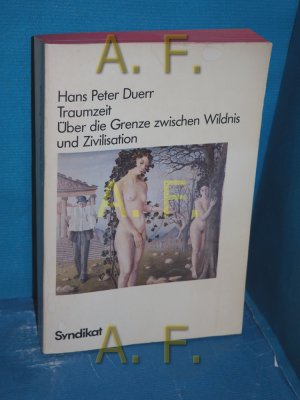 A. F.
Hans Peter Duerr
Traumzeit
Über die Grenze zwischen Wildnis
und Zivilisation
A. F.
A. F.
Syndikat
A. F.